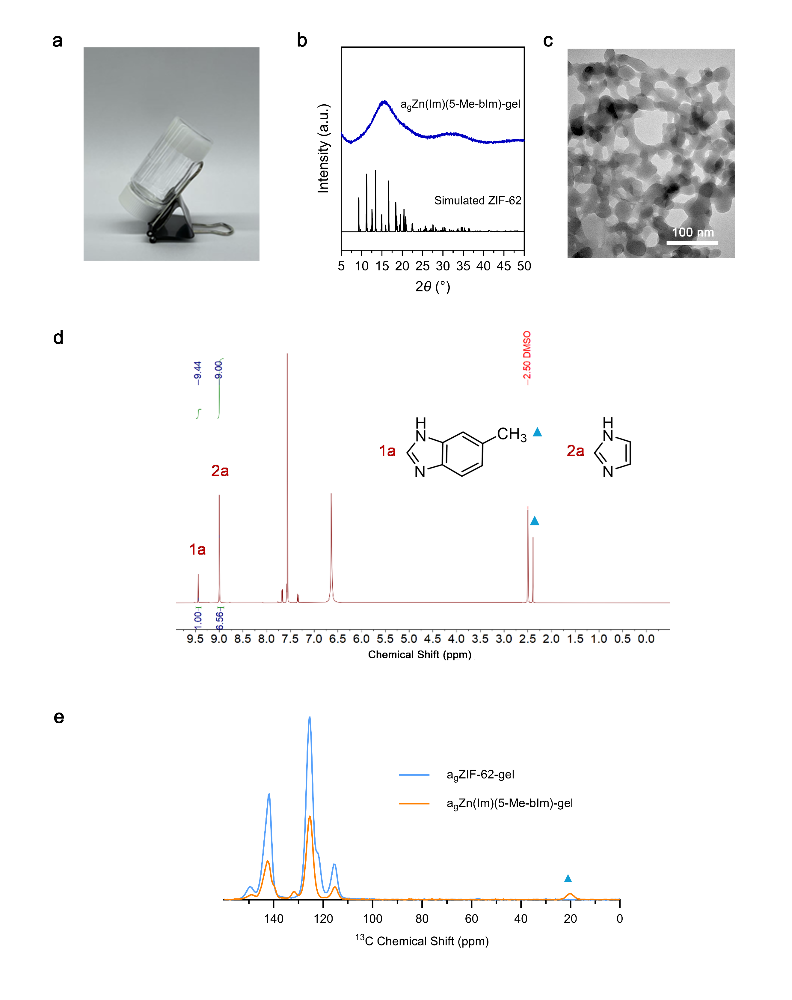 a
b
c
Intensity (a.u.)
a₉Zn(Im)(5-Me-bIm)-gel
Simulated ZIF-62
5 10 15 20 25 30 35 40 45 50
2θ (°)
100 nm
d
–9.44
9.00
–2.50 DMSO
1a
2a
1a
H
N
N
CH₃
2a
H
N
N
1.00
6.56
9.5 9.0 8.5 8.0 7.5 7.0 6.5 6.0 5.5 5.0 4.5 4.0 3.5 3.0 2.5 2.0 1.5 1.0 0.5 0.0
Chemical Shift (ppm)
e
agZIF-62-gel
agZn(Im)(5-Me-bIm)-gel
140 120 100 80 60 40 20 0
¹³C Chemical Shift (ppm)